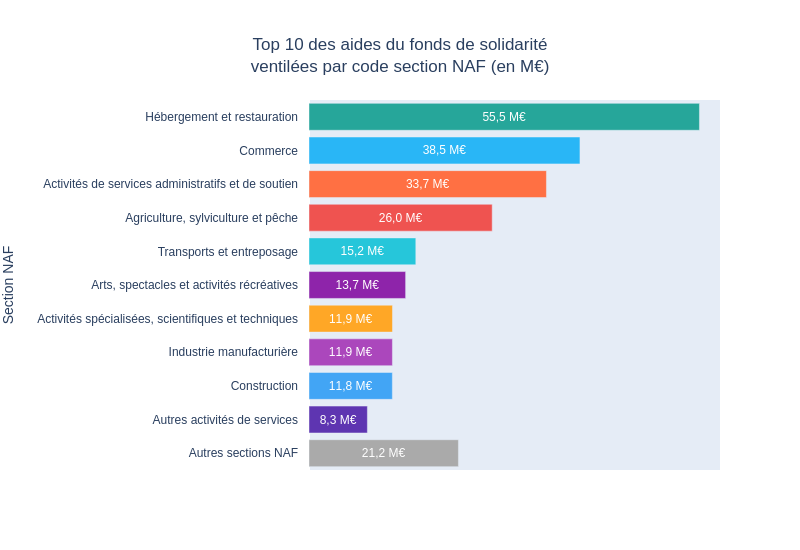 Top 10 des aides du fonds de solidarité
ventilées par code section NAF (en M€)
Section NAF
Hébergement et restauration 55,5 M€
Commerce 38,5 M€
Activités de services administratifs et de soutien 33,7 M€
Agriculture, sylviculture et pêche 26,0 M€
Transports et entreposage 15,2 M€
Arts, spectacles et activités récréatives 13,7 M€
Activités spécialisées, scientifiques et techniques 11,9 M€
Industrie manufacturière 11,9 M€
Construction 11,8 M€
Autres activités de services 8,3 M€
Autres sections NAF 21,2 M€